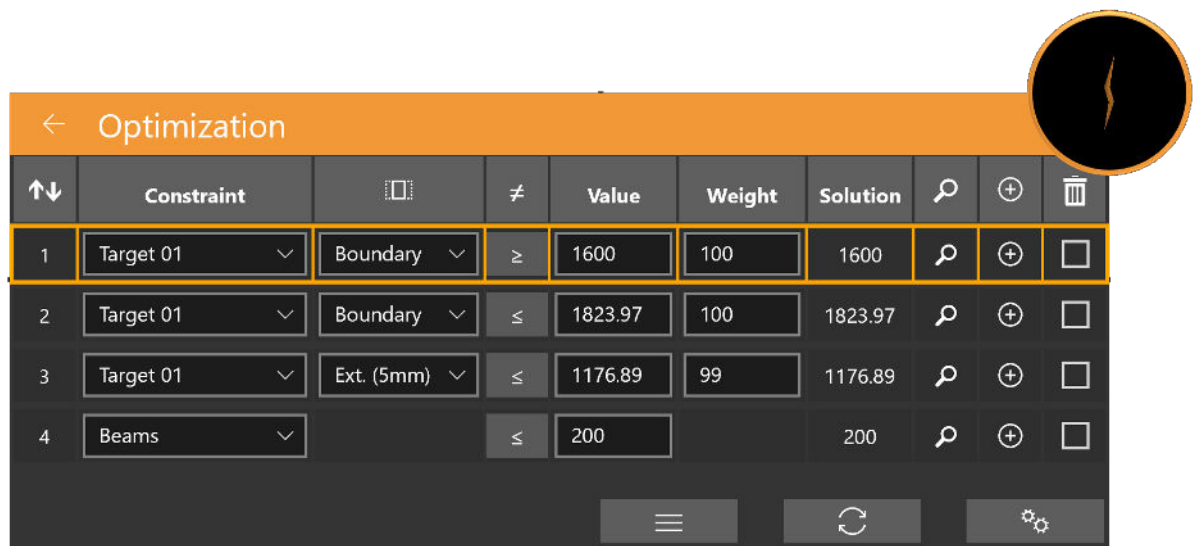 Optimization
Constraint ≠ Value Weight Solution
1 Target 01 Boundary ≥ 1600 100 1600
2 Target 01 Boundary ≤ 1823.97 100 1823.97
3 Target 01 Ext. (5mm) ≤ 1176.89 99 1176.89
4 Beams ≤ 200 200